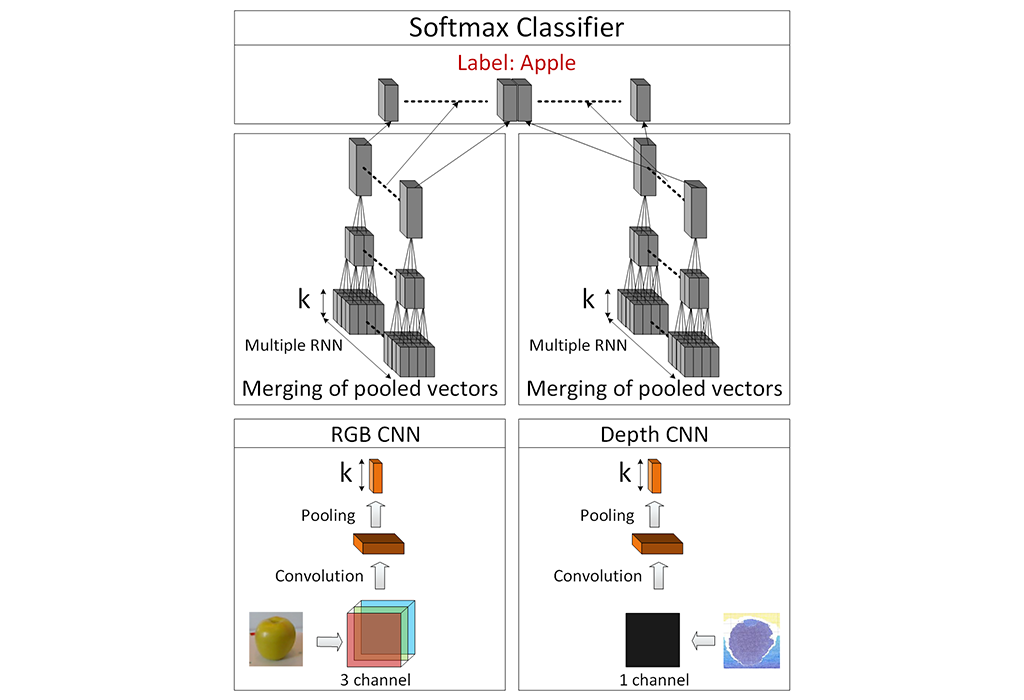 Softmax Classifier
Label: Apple
k
Multiple RNN
Merging of pooled vectors
k
Multiple RNN
Merging of pooled vectors
RGB CNN
k
Pooling
Convolution
3 channel
Depth CNN
k
Pooling
Convolution
1 channel